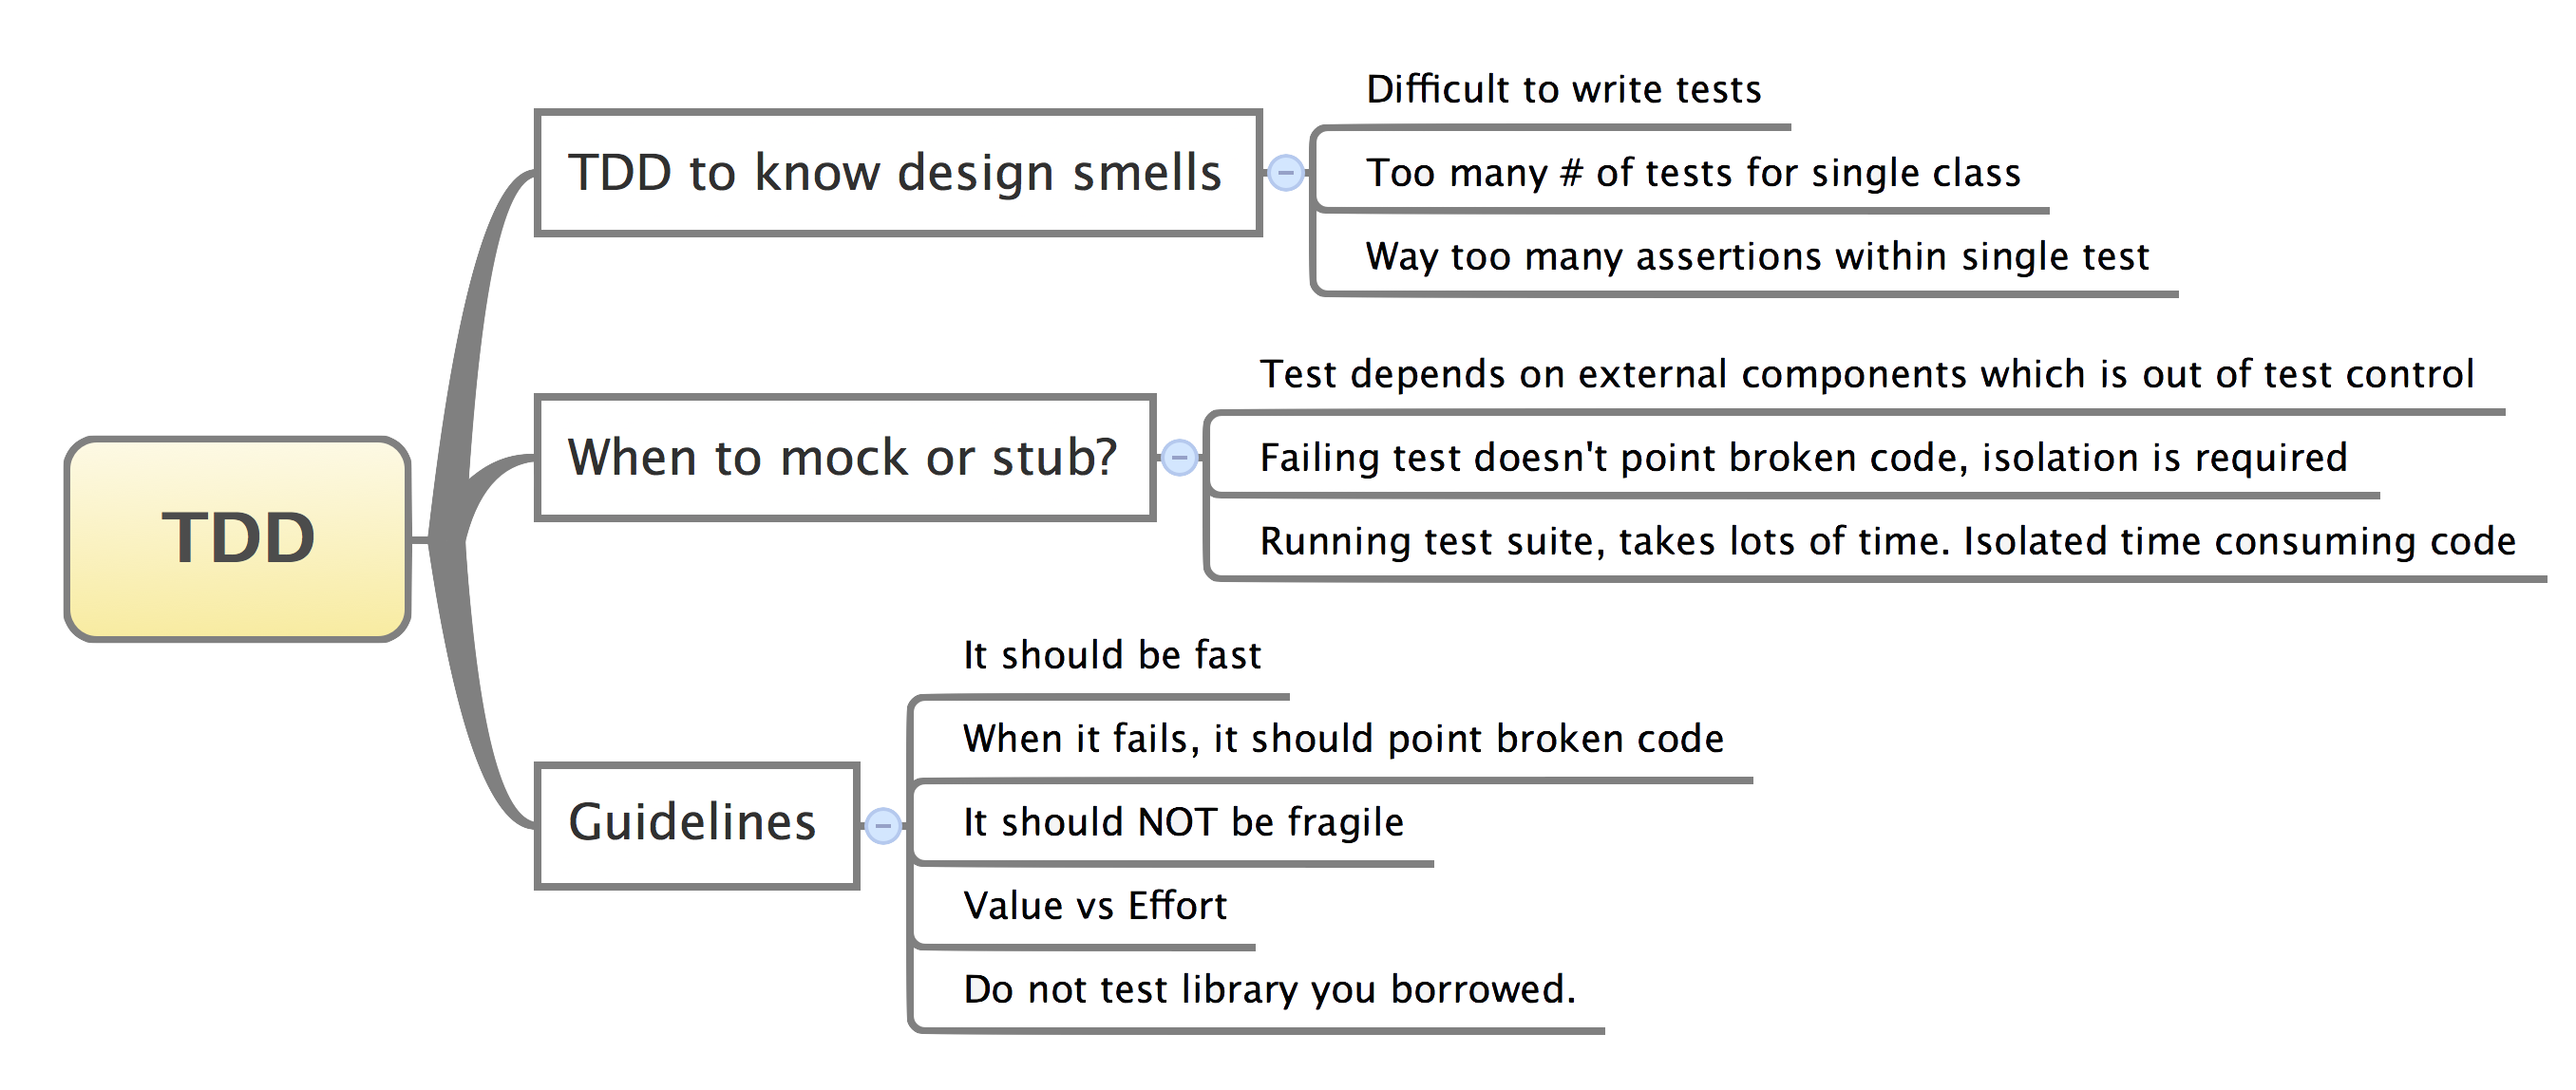 TDD
TDD to know design smells
Difficult to write tests
Too many # of tests for single class
Way too many assertions within single test
When to mock or stub?
Test depends on external components which is out of test control
Failing test doesn't point broken code, isolation is required
Running test suite, takes lots of time. Isolated time consuming code
Guidelines
It should be fast
When it fails, it should point broken code
It should NOT be fragile
Value vs Effort
Do not test library you borrowed.